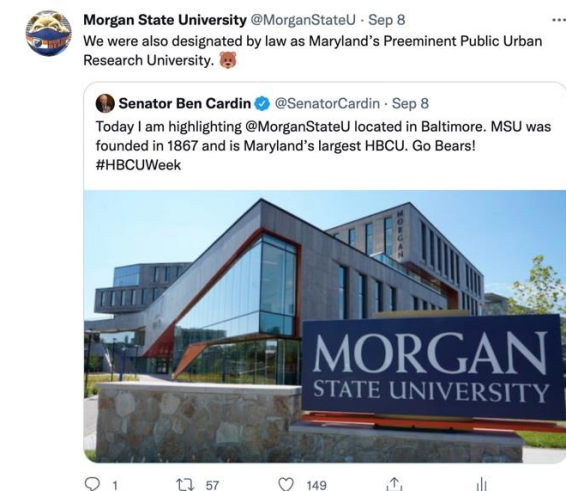 Morgan State University @MorganStateU · Sep 8
We were also designated by law as Maryland's Preeminent Public Urban
Research University. 🐻
Senator Ben Cardin @SenatorCardin · Sep 8
Today I am highlighting @MorganStateU located in Baltimore. MSU was
founded in 1867 and is Maryland's largest HBCU. Go Bears!
#HBCUWeek
MORGAN
MORGAN
STATE UNIVERSITY
1 57 149